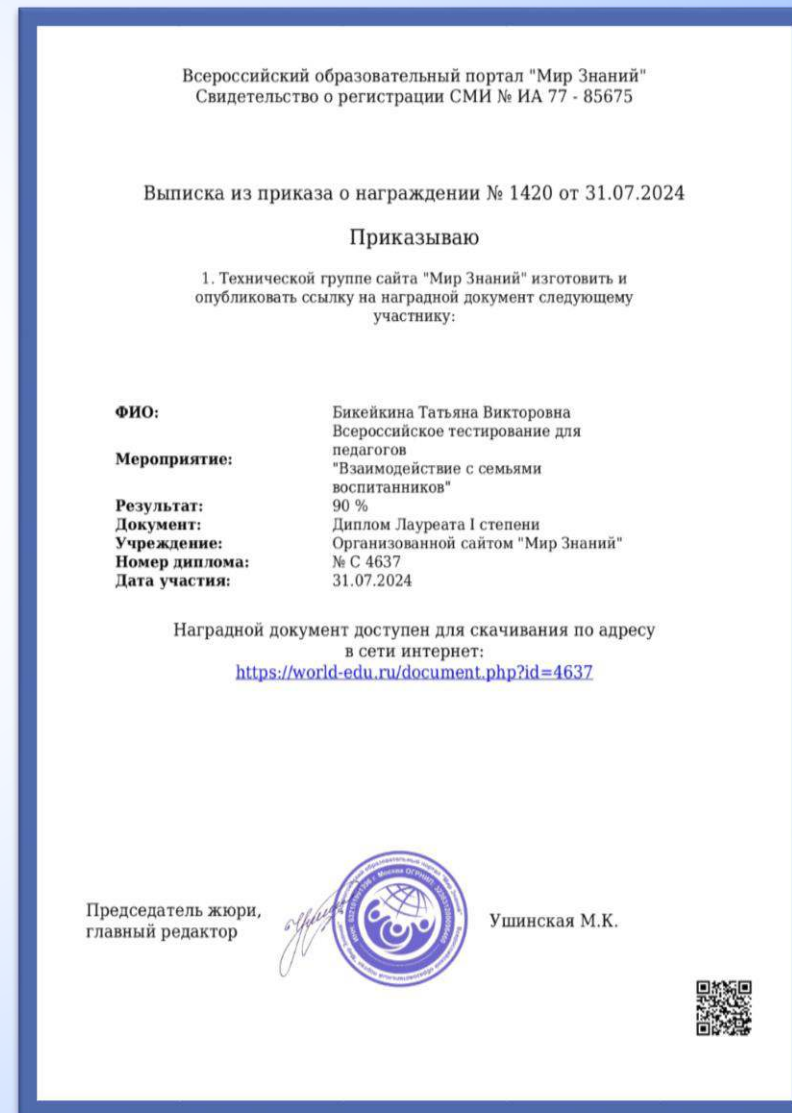 Всероссийский образовательный портал "Мир Знаний"
Свидетельство о регистрации СМИ № ИА 77 - 85675
Выписка из приказа о награждении № 1420 от 31.07.2024
Приказываю
1. Технической группе сайта "Мир Знаний" изготовить и
опубликовать ссылку на наградной документ следующему
участнику:
ФИО: Бикейкина Татьяна Викторовна
Мероприятие: Всероссийское тестирование для
педагогов
"Взаимодействие с семьями
воспитанников"
Результат: 90 %
Документ: Диплом Лауреата I степени
Учреждение: Организованной сайтом "Мир Знаний"
Номер диплома: № С 4637
Дата участия: 31.07.2024
Наградной документ доступен для скачивания по адресу
в сети интернет:
https://world-edu.ru/document.php?id=4637
Председатель жюри,
главный редактор
Ушинская М.К.